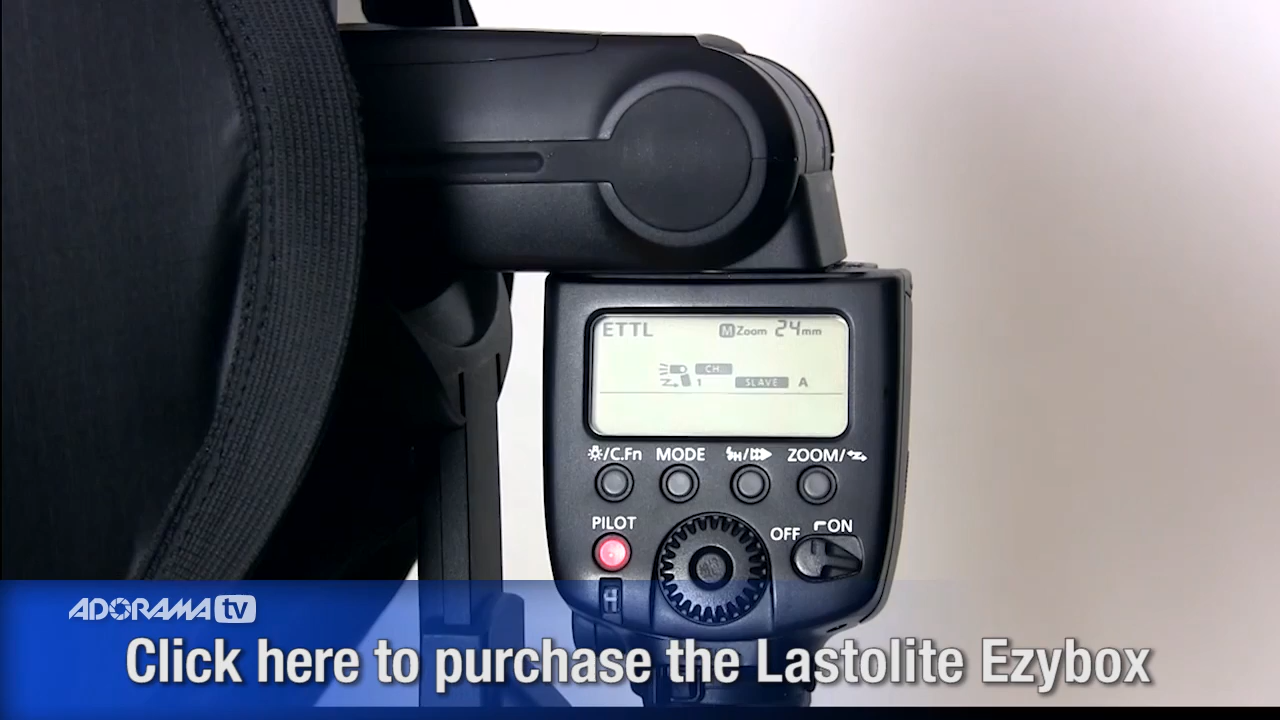 ETTL M Zoom 24mm
CH.
1 SLAVE A
/C.Fn MODE H/ ZOOM/
PILOT
OFF ON
ADORAMA tv
Click here to purchase the Lastolite Ezybox